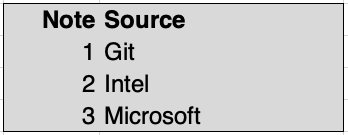 Note Source
1 Git
2 Intel
3 Microsoft